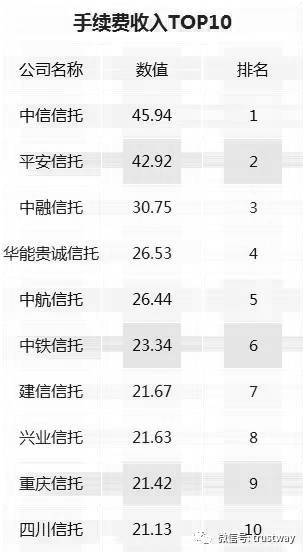 手续费收入TOP10
公司名称 数值 排名
中信信托 45.94 1
平安信托 42.92 2
中融信托 30.75 3
华能贵诚信托 26.53 4
中航信托 26.44 5
中铁信托 23.34 6
建信信托 21.67 7
兴业信托 21.63 8
重庆信托 21.42 9
四川信托 21.13 10
微信号: trustway